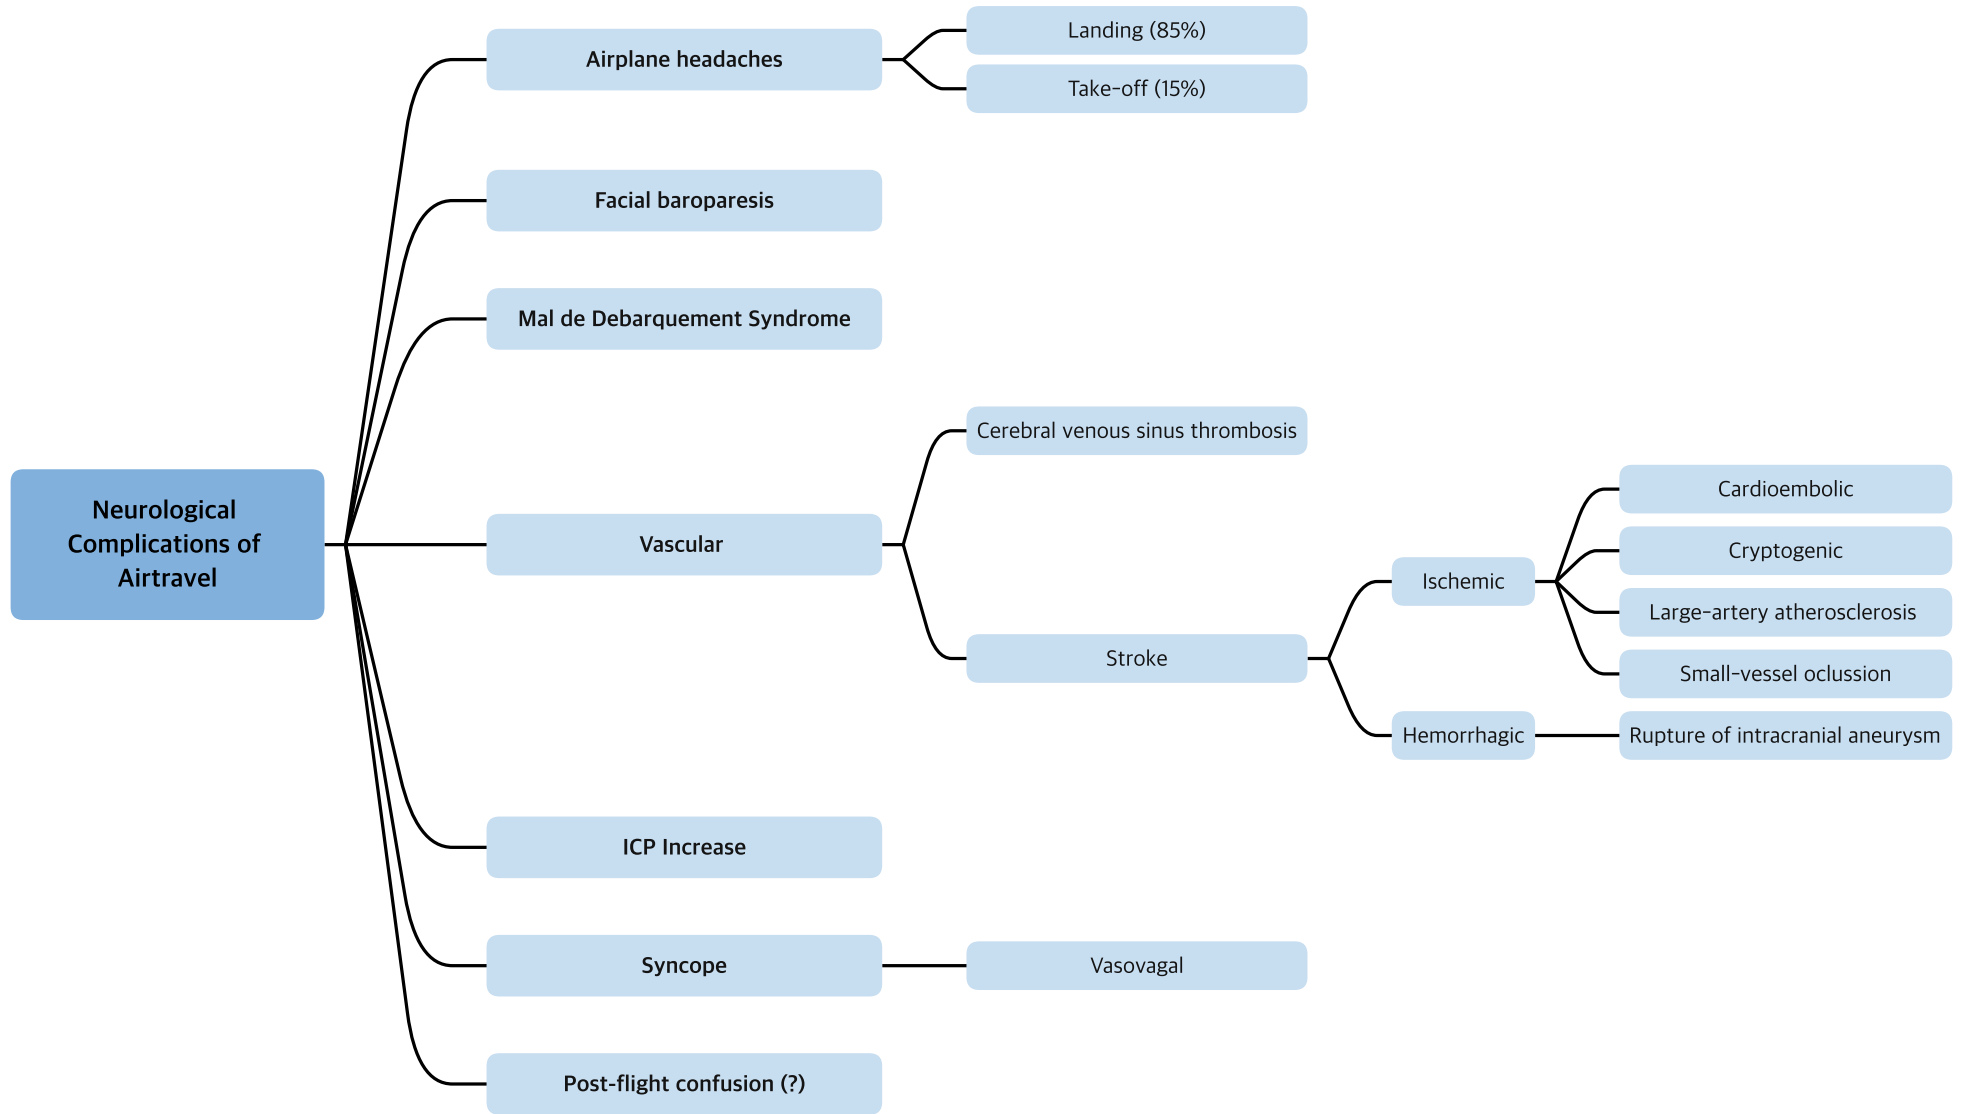 Neurological
Complications of
Airtravel
Airplane headaches
Landing (85%)
Take-off (15%)
Facial baroparesis
Mal de Debarquement Syndrome
Vascular
Cerebral venous sinus thrombosis
Stroke
Ischemic
Cardioembolic
Cryptogenic
Large-artery atherosclerosis
Small-vessel oclussion
Hemorrhagic
Rupture of intracranial aneurysm
ICP Increase
Syncope
Vasovagal
Post-flight confusion (?)